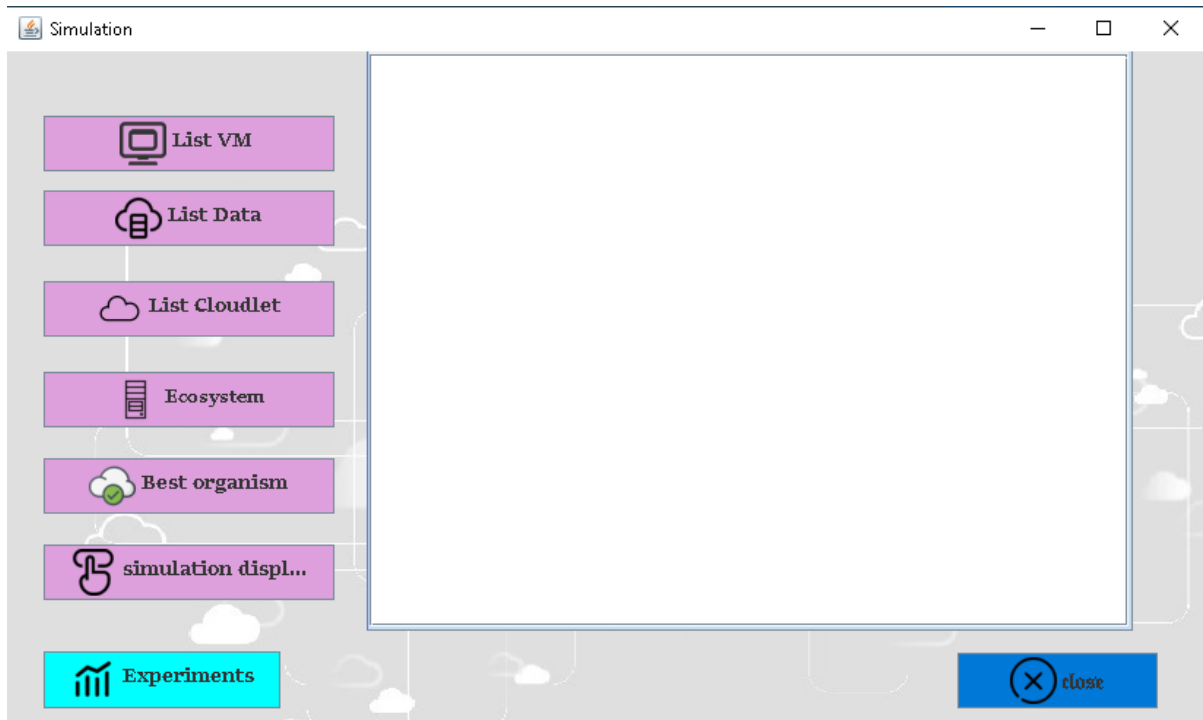 Simulation
List VM
List Data
List Cloudlet
Ecosystem
Best organism
simulation displ...
Experiments
close